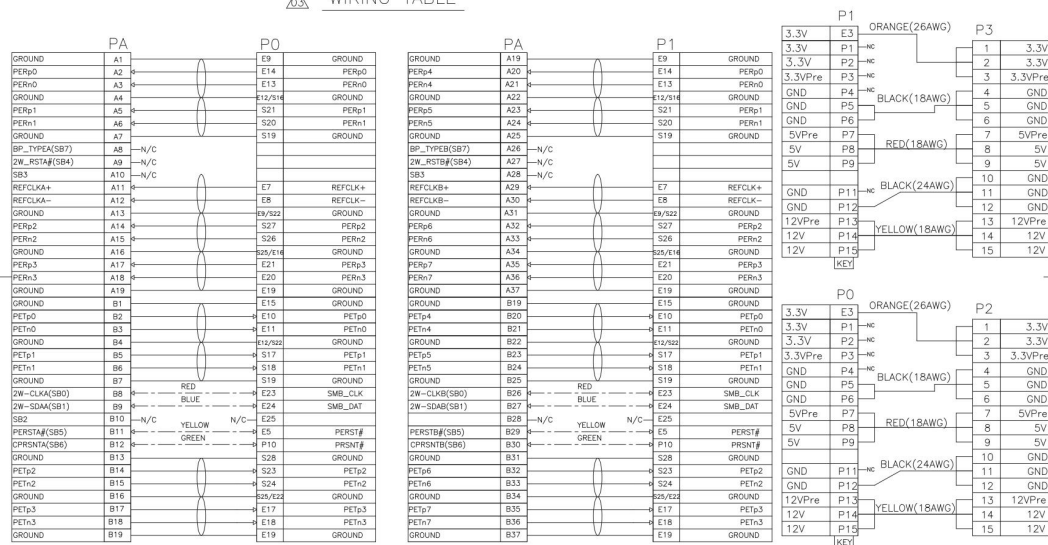 03 WIRING TABLE
PA P0
GROUND A1 E9 GROUND
PERp0 A2 E14 PERp0
PERn0 A3 E13 PERn0
GROUND A4 E12/S16 GROUND
PERp1 A5 S21 PERp1
PERn1 A6 S20 PERn1
GROUND A7 S19 GROUND
BP_TYPEA(SB7) A8 N/C
2W_RSTA#(SB4) A9 N/C
SB3 A10 N/C
REFCLKA+ A11 E7 REFCLK+
REFCLKA- A12 E8 REFCLK-
GROUND A13 E9/S22 GROUND
PERp2 A14 S27 PERp2
PERn2 A15 S26 PERn2
GROUND A16 S25/E16 GROUND
PERp3 A17 E21 PERp3
PERn3 A18 E20 PERn3
GROUND A19 E19 GROUND
GROUND B1 E15 GROUND
PETp0 B2 E10 PETp0
PETn0 B3 E11 PETn0
GROUND B4 E12/S22 GROUND
PETp1 B5 S17 PETp1
PETn1 B6 S18 PETn1
GROUND B7 S19 GROUND
2W-CLKA(SB0) B8 RED E23 SMB_CLK
2W-SDAA(SB1) B9 BLUE E24 SMB_DAT
SB2 B10 N/C N/C E25
PERSTA#(SB5) B11 YELLOW E5 PERST#
CPRSNTA(SB6) B12 GREEN P10 PRSNT#
GROUND B13 S28 GROUND
PETp2 B14 S23 PETp2
PETn2 B15 S24 PETn2
GROUND B16 S25/E22 GROUND
PETp3 B17 E17 PETp3
PETn3 B18 E18 PETn3
GROUND B19 E19 GROUND
PA P1
GROUND A19 E9 GROUND
PERp4 A20 E14 PERp0
PERn4 A21 E13 PERn0
GROUND A22 E12/S16 GROUND
PERp5 A23 S21 PERp1
PERn5 A24 S20 PERn1
GROUND A25 S19 GROUND
BP_TYPEB(SB7) A26 N/C
2W_RSTB#(SB4) A27 N/C
SB3 A28 N/C
REFCLKB+ A29 E7 REFCLK+
REFCLKB- A30 E8 REFCLK-
GROUND A31 E9/S22 GROUND
PERp6 A32 S27 PERp2
PERn6 A33 S26 PERn2
GROUND A34 S25/E16 GROUND
PERp7 A35 E21 PERp3
PERn7 A36 E20 PERn3
GROUND A37 E19 GROUND
GROUND B19 E15 GROUND
PETp4 B20 E10 PETp0
PETn4 B21 E11 PETn0
GROUND B22 E12/S22 GROUND
PETp5 B23 S17 PETp1
PETn5 B24 S18 PETn1
GROUND B25 S19 GROUND
2W-CLKB(SB0) B26 RED E23 SMB_CLK
2W-SDAB(SB1) B27 BLUE E24 SMB_DAT
B28 N/C N/C E25
PERSTB#(SB5) B29 YELLOW E5 PERST#
CPRSNTB(SB6) B30 GREEN P10 PRSNT#
GROUND B31 S28 GROUND
PETp6 B32 S23 PETp2
PETn6 B33 S24 PETn2
GROUND B34 S25/E22 GROUND
PETp7 B35 E17 PETp3
PETn7 B36 E18 PETn3
GROUND B37 E19 GROUND
P1 P3
3.3V E3 ORANGE(26AWG)
3.3V P1 NC 1 3.3V
3.3V P2 NC 2 3.3V
3.3VPre P3 NC 3 3.3VPre
GND P4 NC BLACK(18AWG) 4 GND
GND P5 5 GND
GND P6 6 GND
5VPre P7 7 5VPre
5V P8 RED(18AWG) 8 5V
5V P9 9 5V
10 GND
GND P11 NC BLACK(24AWG) 11 GND
GND P12 12 GND
12VPre P13 13 12VPre
12V P14 YELLOW(18AWG) 14 12V
12V P15 15 12V
KEY
P0 P2
3.3V E3 ORANGE(26AWG)
3.3V P1 NC 1 3.3V
3.3V P2 NC 2 3.3V
3.3VPre P3 NC 3 3.3VPre
GND P4 NC BLACK(18AWG) 4 GND
GND P5 5 GND
GND P6 6 GND
5VPre P7 7 5VPre
5V P8 RED(18AWG) 8 5V
5V P9 9 5V
10 GND
GND P11 NC BLACK(24AWG) 11 GND
GND P12 12 GND
12VPre P13 13 12VPre
12V P14 YELLOW(18AWG) 14 12V
12V P15 15 12V
KEY